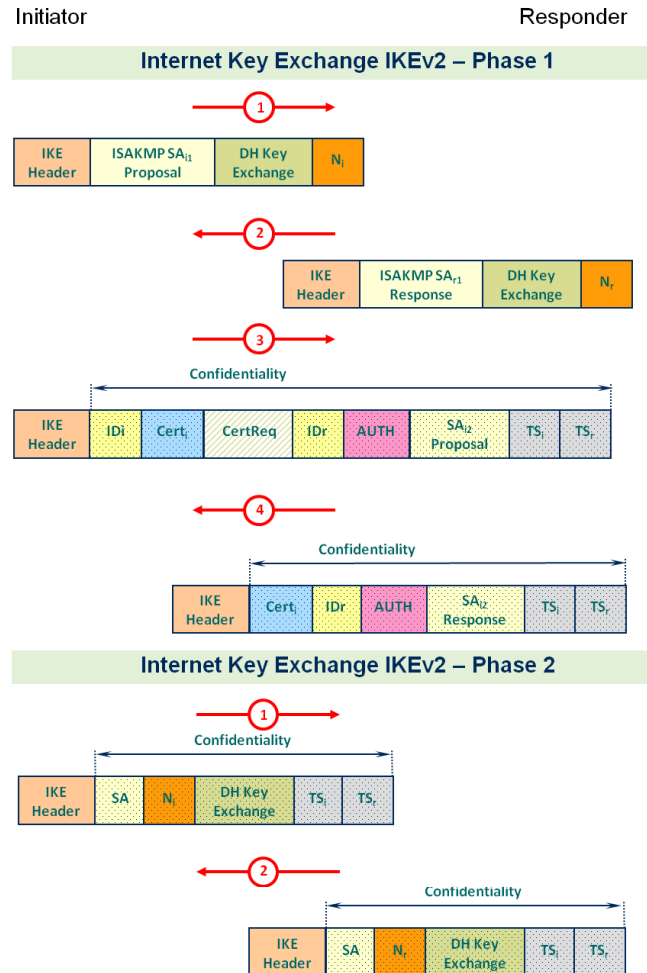 Initiator Responder
Internet Key Exchange IKEv2 – Phase 1
1
IKE Header ISAKMP SAi1 Proposal DH Key Exchange Ni
2
IKE Header ISAKMP SAr1 Response DH Key Exchange Nr
3
Confidentiality
IKE Header IDi Certi CertReq IDr AUTH SAi2 Proposal TSi TSr
4
Confidentiality
IKE Header Certi IDr AUTH SAi2 Response TSi TSr
Internet Key Exchange IKEv2 – Phase 2
1
Confidentiality
IKE Header SA Ni DH Key Exchange TSi TSr
2
Confidentiality
IKE Header SA Nr DH Key Exchange TSi TSr